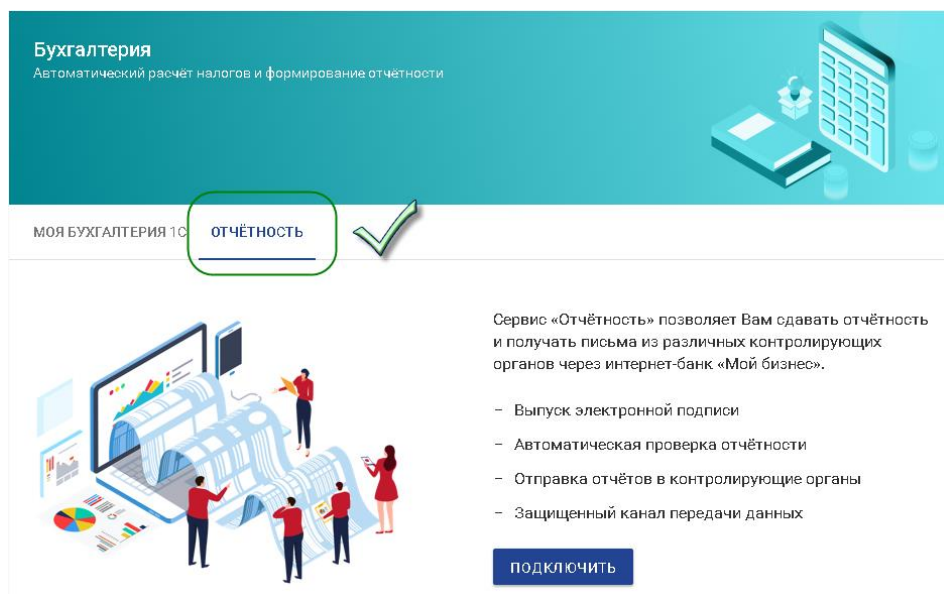 Бухгалтерия
Автоматический расчёт налогов и формирование отчётности
МОЯ БУХГАЛТЕРИЯ 1С ОТЧЁТНОСТЬ
Сервис «Отчётность» позволяет Вам сдавать отчётность
и получать письма из различных контролирующих
органов через интернет-банк «Мой бизнес».
– Выпуск электронной подписи
– Автоматическая проверка отчётности
– Отправка отчётов в контролирующие органы
– Защищенный канал передачи данных
ПОДКЛЮЧИТЬ